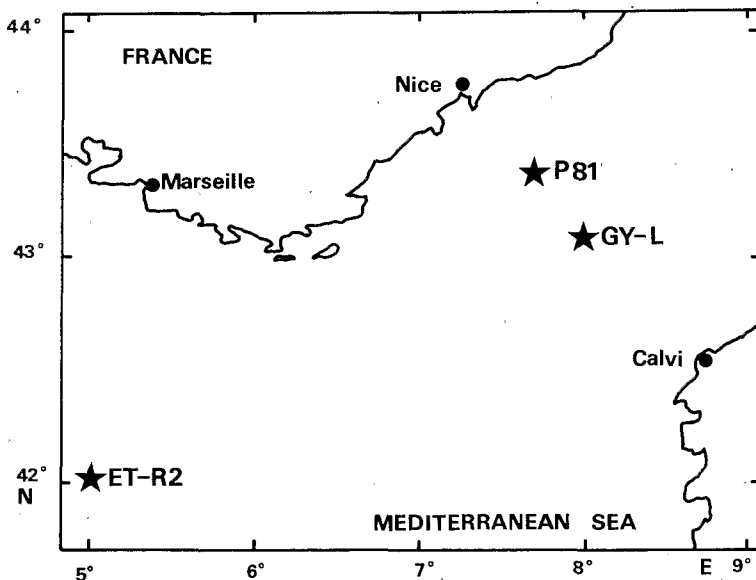 44°
FRANCE
Nice
Marseille
P81
GY-L
43°
Calvi
42°
N
ET-R2
MEDITERRANEAN SEA
5°
6°
7°
8°
E
9°